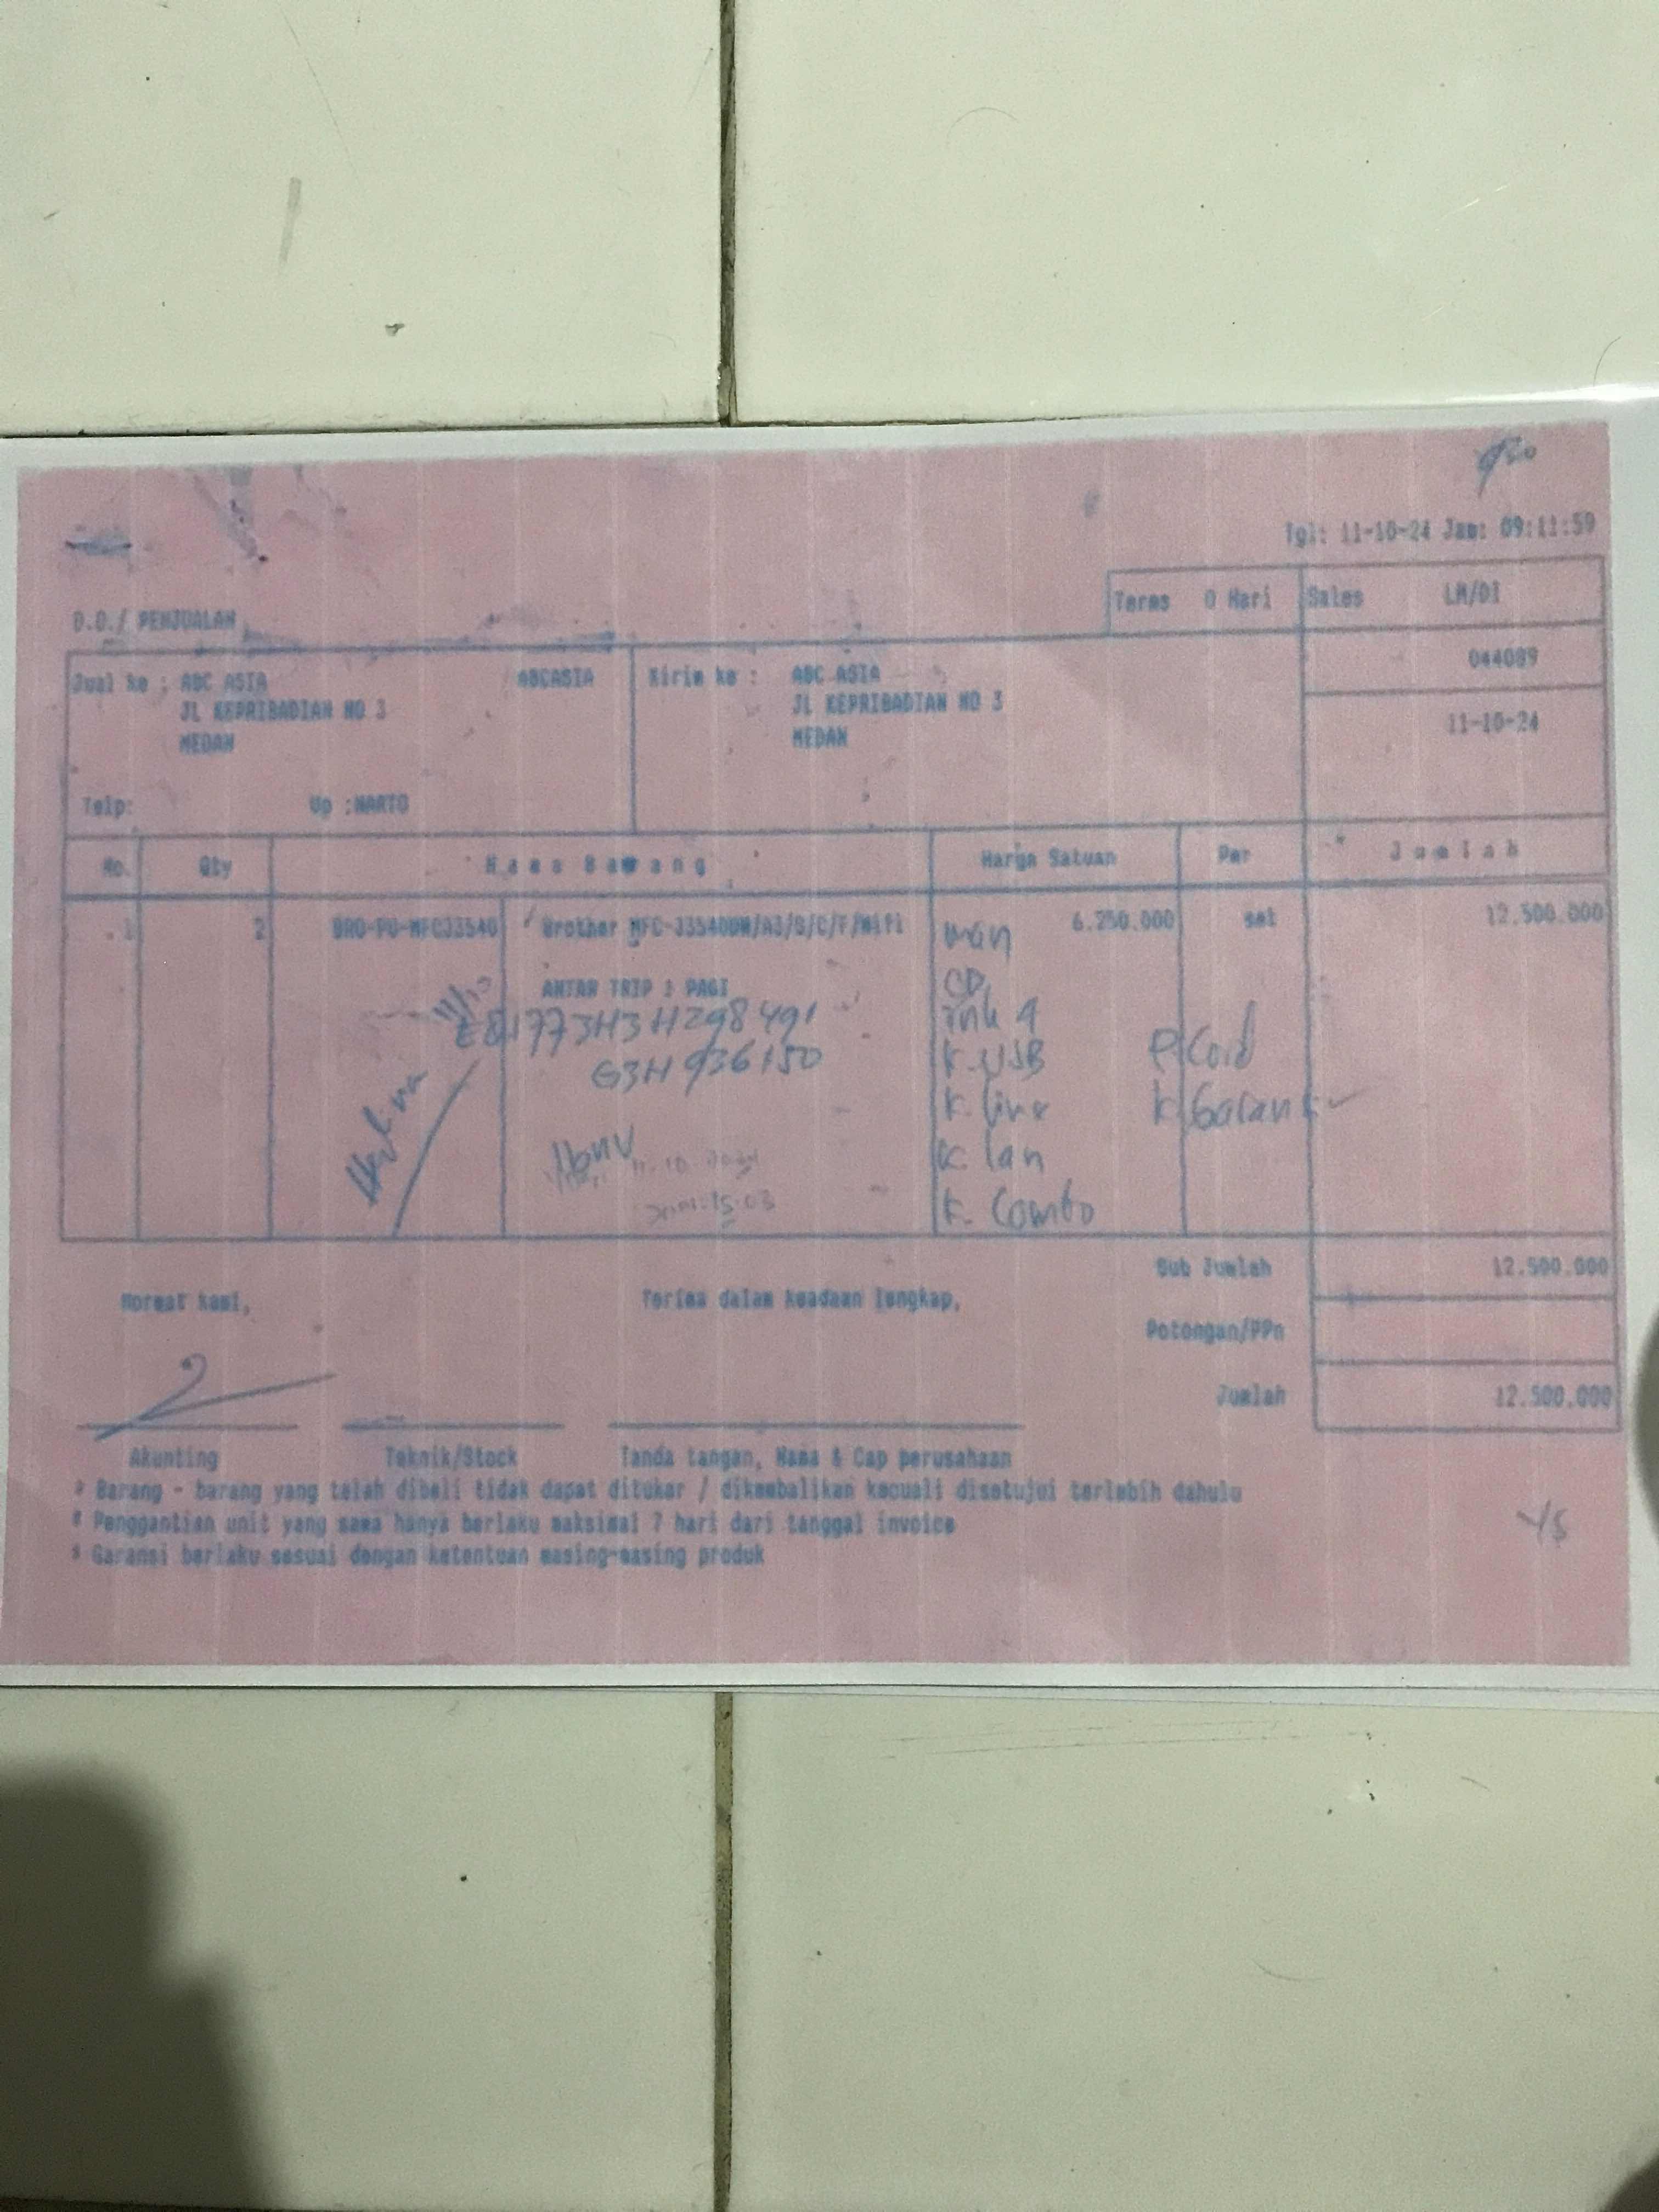 Tgl: 11-10-24 Jam: 09:11:59
Terms 0 Hari Sales LM/DI
D.O./ PENJUALAN
044089
Jual ke : ABC ASIA ABCASIA Kirim ke : ABC ASIA
JL KEPRIBADIAN NO 3 JL KEPRIBADIAN NO 3
MEDAN MEDAN
11-10-24
Telp: Up :HARTO
No. Qty Nama Barang Harga Satuan Per Jumlah
1 2 BRO-PU-MFCJ3540 Brother MFC-J3540DW/A3/S/C/F/Wifi 6.250.000 set 12.500.000
man
ANTAR TRIP : PAGI CD
11/10
E81773H3H298491 ink 4
G3H936150 K. USB P. Cord
K. line K. Garansi
K. lan
K. Combo
Sub Jumlah 12.500.000
Hormat kami, Terima dalam keadaan lengkap,
Potongan/PPn
Jumlah 12.500.000
Akunting Teknik/Stock Tanda tangan, Nama & Cap perusahaan
* Barang - barang yang telah dibeli tidak dapat ditukar / dikembalikan kecuali disetujui terlebih dahulu
* Penggantian unit yang sama hanya berlaku maksimal 7 hari dari tanggal invoice
* Garansi berlaku sesuai dengan ketentuan masing-masing produk